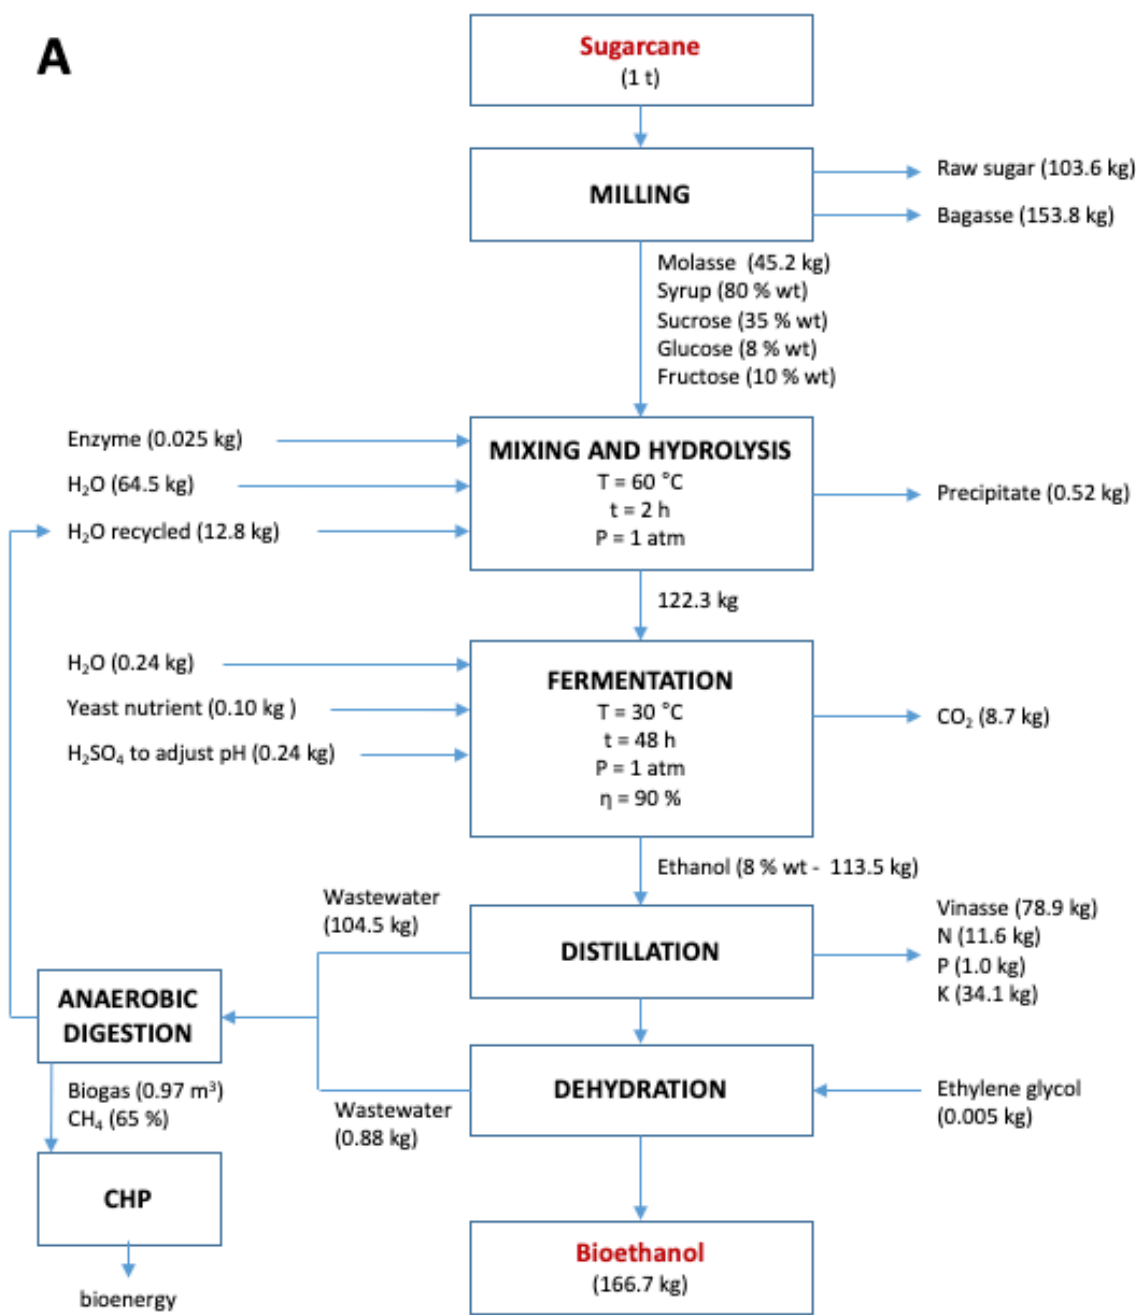 A
Sugarcane
(1 t)
MILLING
Raw sugar (103.6 kg)
Bagasse (153.8 kg)
Molasse (45.2 kg)
Syrup (80 % wt)
Sucrose (35 % wt)
Glucose (8 % wt)
Fructose (10 % wt)
Enzyme (0.025 kg)
H₂O (64.5 kg)
H₂O recycled (12.8 kg)
MIXING AND HYDROLYSIS
T = 60 °C
t = 2 h
P = 1 atm
Precipitate (0.52 kg)
122.3 kg
H₂O (0.24 kg)
Yeast nutrient (0.10 kg )
H₂SO₄ to adjust pH (0.24 kg)
FERMENTATION
T = 30 °C
t = 48 h
P = 1 atm
η = 90 %
CO₂ (8.7 kg)
Ethanol (8 % wt - 113.5 kg)
Wastewater
(104.5 kg)
DISTILLATION
Vinasse (78.9 kg)
N (11.6 kg)
P (1.0 kg)
K (34.1 kg)
ANAEROBIC
DIGESTION
DEHYDRATION
Ethylene glycol
(0.005 kg)
Biogas (0.97 m³)
CH₄ (65 %)
Wastewater
(0.88 kg)
CHP
bioenergy
Bioethanol
(166.7 kg)